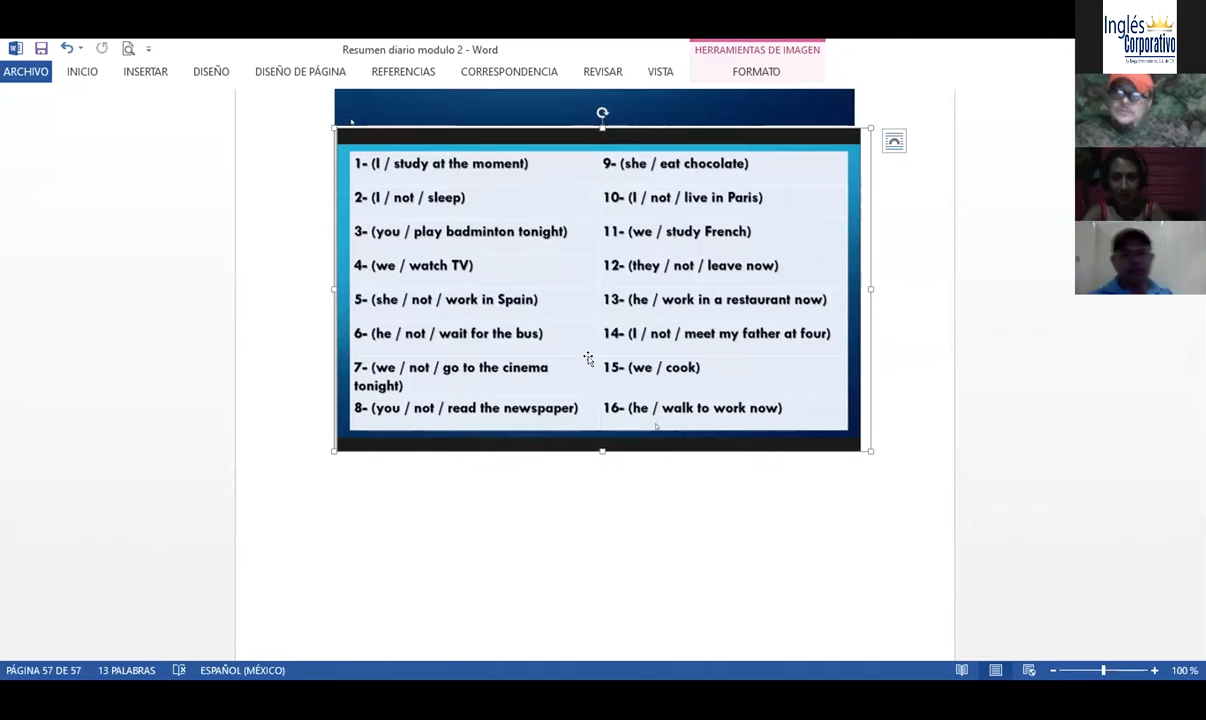 Resumen diario modulo 2 - Word
HERRAMIENTAS DE IMAGEN
ARCHIVO
INICIO
INSERTAR
DISEÑO
DISEÑO DE PÁGINA
REFERENCIAS
CORRESPONDENCIA
REVISAR
VISTA
FORMATO
Inglés
Corporativo
1- (I / study at the moment)
2- (I / not / sleep)
3- (you / play badminton tonight)
4- (we / watch TV)
5- (she / not / work in Spain)
6- (he / not / wait for the bus)
7- (we / not / go to the cinema
tonight)
8- (you / not / read the newspaper)
9- (she / eat chocolate)
10- (I / not / live in Paris)
11- (we / study French)
12- (they / not / leave now)
13- (he / work in a restaurant now)
14- (I / not / meet my father at four)
15- (we / cook)
16- (he / walk to work now)
PÁGINA 57 DE 57
13 PALABRAS
ESPAÑOL (MÉXICO)
100 %